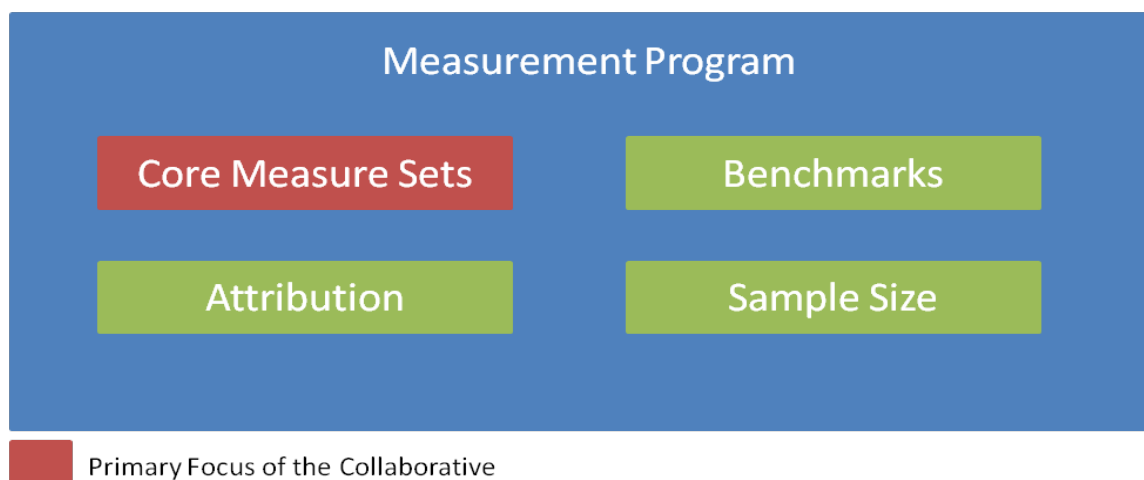 Measurement Program
Core Measure Sets
Benchmarks
Attribution
Sample Size
Primary Focus of the Collaborative